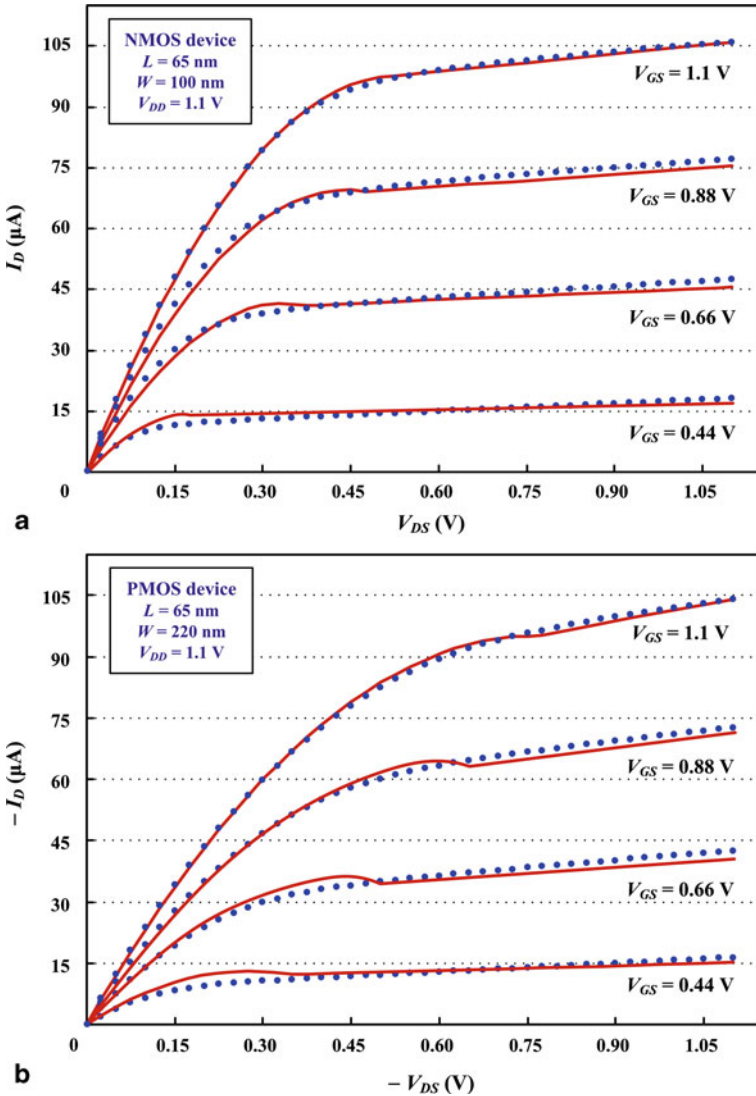 NMOS device
L = 65 nm
W = 100 nm
V_DD = 1.1 V
105
90
75
60
45
30
15
0
I_D (µA)
V_GS = 1.1 V
V_GS = 0.88 V
V_GS = 0.66 V
V_GS = 0.44 V
0.15 0.30 0.45 0.60 0.75 0.90 1.05
a
V_DS (V)
PMOS device
L = 65 nm
W = 220 nm
V_DD = 1.1 V
105
90
75
60
45
30
15
0
– I_D (µA)
V_GS = 1.1 V
V_GS = 0.88 V
V_GS = 0.66 V
V_GS = 0.44 V
0.15 0.30 0.45 0.60 0.75 0.90 1.05
b
– V_DS (V)